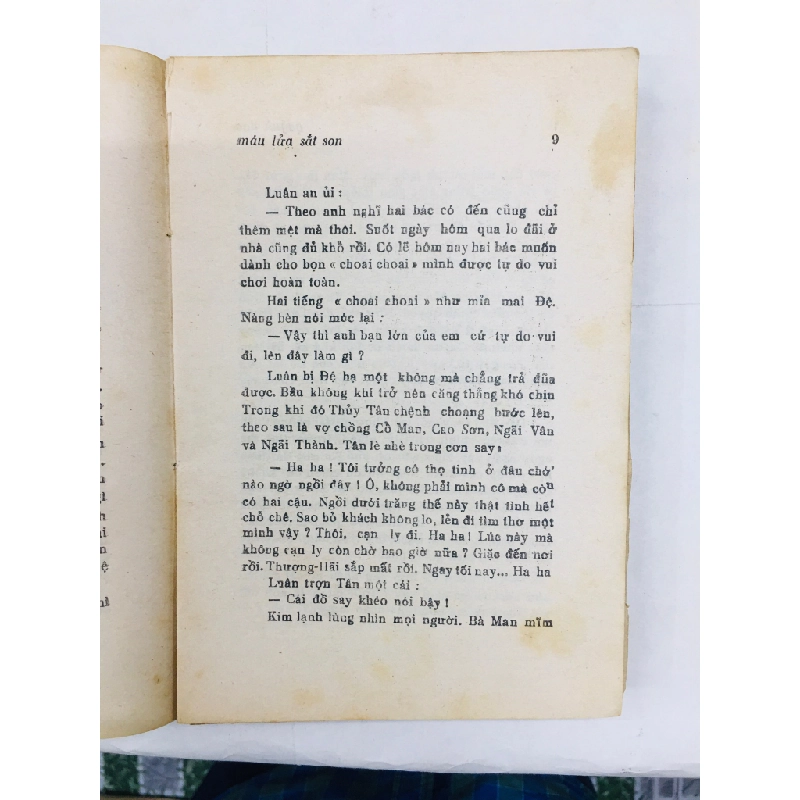 máu lửa sắt son 9
Luân an ủi :
— Theo anh nghĩ hai bác có đến cũng chỉ
thêm mệt mà thôi. Suốt ngày hôm qua lo đãi ở
nhà cũng đủ khổ rồi. Có lẽ hôm nay hai bác muốn
dành cho bọn « choai choai » mình được tự do vui
chơi hoàn toàn.
Hai tiếng « choai choai » như mỉa mai Đệ.
Nàng bèn nói móc lại :
— Vậy thì anh bạn lớn của em cứ tự do vui
đi, lên đây làm gì ?
Luân bị Đệ hạ một không mà chẳng trả đũa
được. Bầu không khí trở nên căng thẳng khó chịu
Trong khi đó Thủy Tân chệnh choạng bước lên,
theo sau là vợ chồng Cồ Man, Cao Sơn, Ngãi Vân
và Ngãi Thành. Tân lè nhè trong cơn say:
— Ha ha ! Tôi tưởng có thọ tinh ở đâu chớ
nào ngờ ngồi đây ! Ô, không phải mình cô mà còn
có hai cậu. Ngồi dưới trăng thế này thật tình hết
chỗ chê. Sao bỏ khách không lo, lên đi tìm thơ một
mình vậy ? Thôi, cạn ly đi. Ha ha! Lúc này mà
không cạn ly còn chờ bao giờ nữa ? Giặc đến nơi
rồi. Thượng-Hải sắp mất rồi. Ngay tối nay... Ha ha
Luân trợn Tân một cái :
— Cái đồ say khéo nói bậy !
Kim lạnh lùng nhìn mọi người. Bà Man mĩm